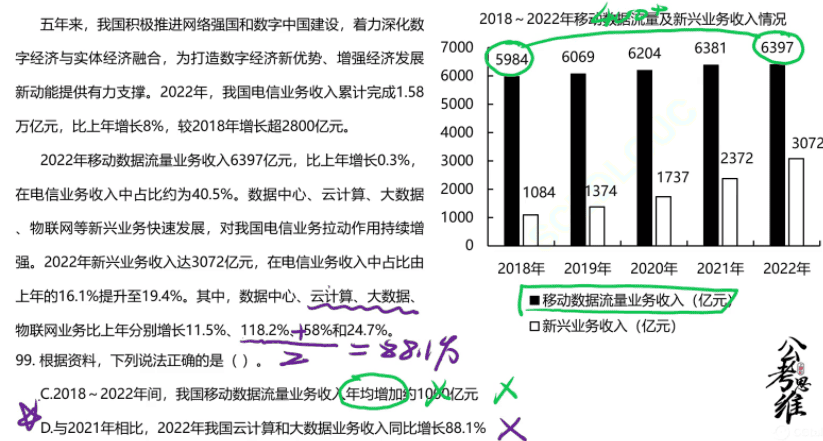 五年来，我国积极推进网络强国和数字中国建设，着力深化数
字经济与实体经济融合，为打造数字经济新优势、增强经济发展
新动能提供有力支撑。2022年，我国电信业务收入累计完成1.58
万亿元，比上年增长8%，较2018年增长超2800亿元。
2022年移动数据流量业务收入6397亿元，比上年增长0.3%，
在电信业务收入中占比约为40.5%。数据中心、云计算、大数据
、物联网等新兴业务快速发展，对我国电信业务拉动作用持续增
强。2022年新兴业务收入达3072亿元，在电信业务收入中占比由
上年的16.1%提升至19.4%。其中，数据中心、云计算、大数据、
物联网业务比上年分别增长11.5%、118.2%、58%和24.7%。
+
2
=88.1%
99. 根据资料，下列说法正确的是（ ）。
C.2018～2022年间，我国移动数据流量业务收入年均增加约1000亿元
D.与2021年相比，2022年我国云计算和大数据业务收入同比增长88.1%
2018～2022年移动数据流量及新兴业务收入情况
7000
6000
5000
4000
3000
2000
1000
0
5984
6069
6204
6381
6397
1084
1374
1737
2372
3072
2018年
2019年
2020年
2021年
2022年
移动数据流量业务收入（亿元）
新兴业务收入（亿元）
公考思维